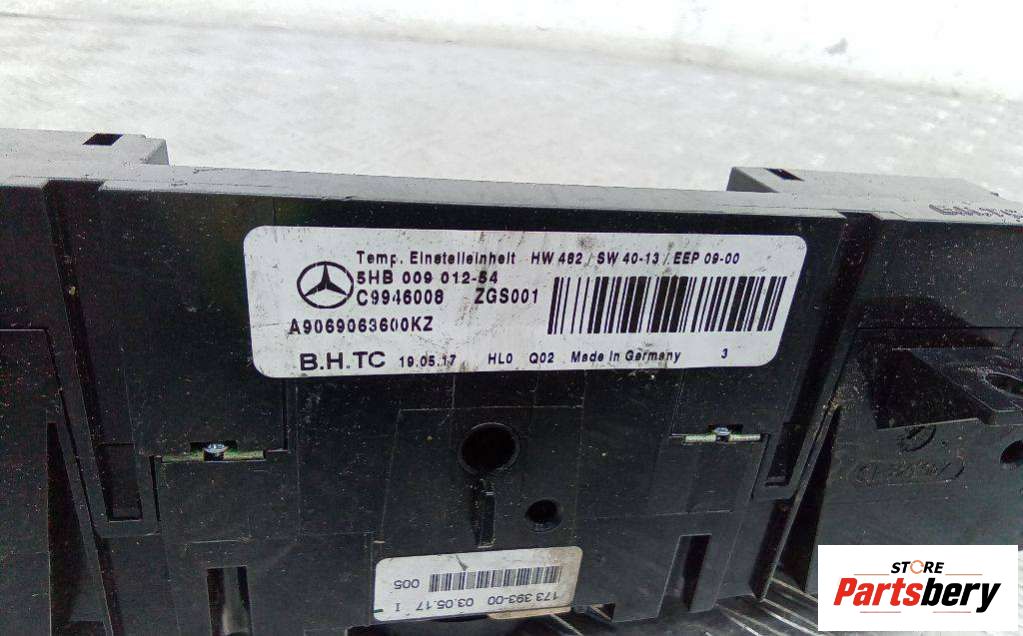 Temp. Einstelleinheit HW 482 / SW 40-13 / EEP 09-00
5HB 009 012-54
C9946008 ZGS001
A9069063600KZ
B.H.TC 19.05.17 HL0 Q02 Made in Germany 3
173 393-00 03.05.17 I
005
STORE
Partsbery